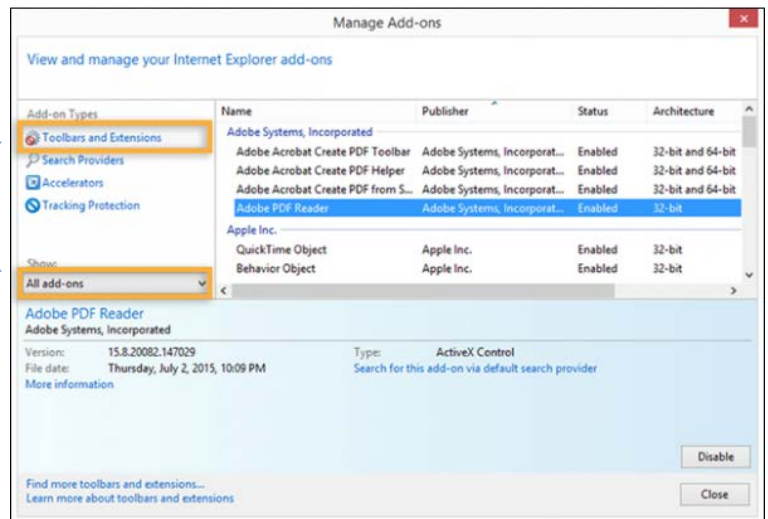 Manage Add-ons
View and manage your Internet Explorer add-ons
Add-on Types
Toolbars and Extensions
Search Providers
Accelerators
Tracking Protection
Show:
All add-ons
Name Publisher Status Architecture
Adobe Systems, Incorporated
Adobe Acrobat Create PDF Toolbar Adobe Systems, Incorporat... Enabled 32-bit and 64-bit
Adobe Acrobat Create PDF Helper Adobe Systems, Incorporat... Enabled 32-bit and 64-bit
Adobe Acrobat Create PDF from S... Adobe Systems, Incorporat... Enabled 32-bit and 64-bit
Adobe PDF Reader Adobe Systems, Incorporat... Enabled 32-bit
Apple Inc.
QuickTime Object Apple Inc. Enabled 32-bit
Behavior Object Apple Inc. Enabled 32-bit
Adobe PDF Reader
Adobe Systems, Incorporated
Version: 15.8.20082.147029 Type: ActiveX Control
File date: Thursday, July 2, 2015, 10:09 PM Search for this add-on via default search provider
More information
Disable
Find more toolbars and extensions...
Learn more about toolbars and extensions
Close